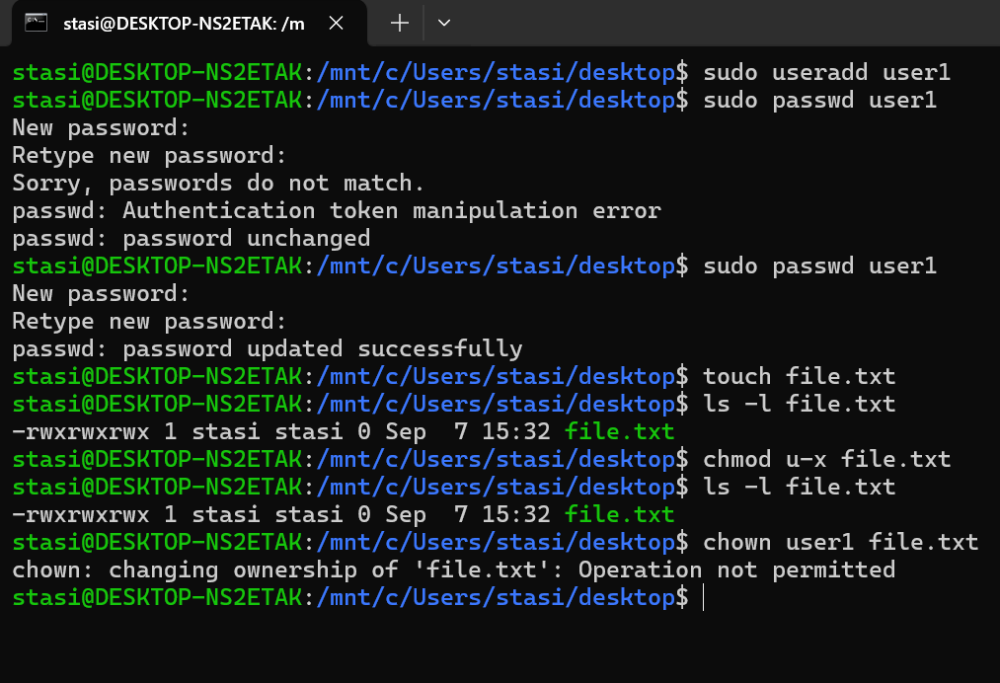 stasi@DESKTOP-NS2ETAK: /m
stasi@DESKTOP-NS2ETAK:/mnt/c/Users/stasi/desktop$ sudo useradd user1
stasi@DESKTOP-NS2ETAK:/mnt/c/Users/stasi/desktop$ sudo passwd user1
New password:
Retype new password:
Sorry, passwords do not match.
passwd: Authentication token manipulation error
passwd: password unchanged
stasi@DESKTOP-NS2ETAK:/mnt/c/Users/stasi/desktop$ sudo passwd user1
New password:
Retype new password:
passwd: password updated successfully
stasi@DESKTOP-NS2ETAK:/mnt/c/Users/stasi/desktop$ touch file.txt
stasi@DESKTOP-NS2ETAK:/mnt/c/Users/stasi/desktop$ ls -l file.txt
-rwxrwxrwx 1 stasi stasi 0 Sep  7 15:32 file.txt
stasi@DESKTOP-NS2ETAK:/mnt/c/Users/stasi/desktop$ chmod u-x file.txt
stasi@DESKTOP-NS2ETAK:/mnt/c/Users/stasi/desktop$ ls -l file.txt
-rwxrwxrwx 1 stasi stasi 0 Sep  7 15:32 file.txt
stasi@DESKTOP-NS2ETAK:/mnt/c/Users/stasi/desktop$ chown user1 file.txt
chown: changing ownership of 'file.txt': Operation not permitted
stasi@DESKTOP-NS2ETAK:/mnt/c/Users/stasi/desktop$